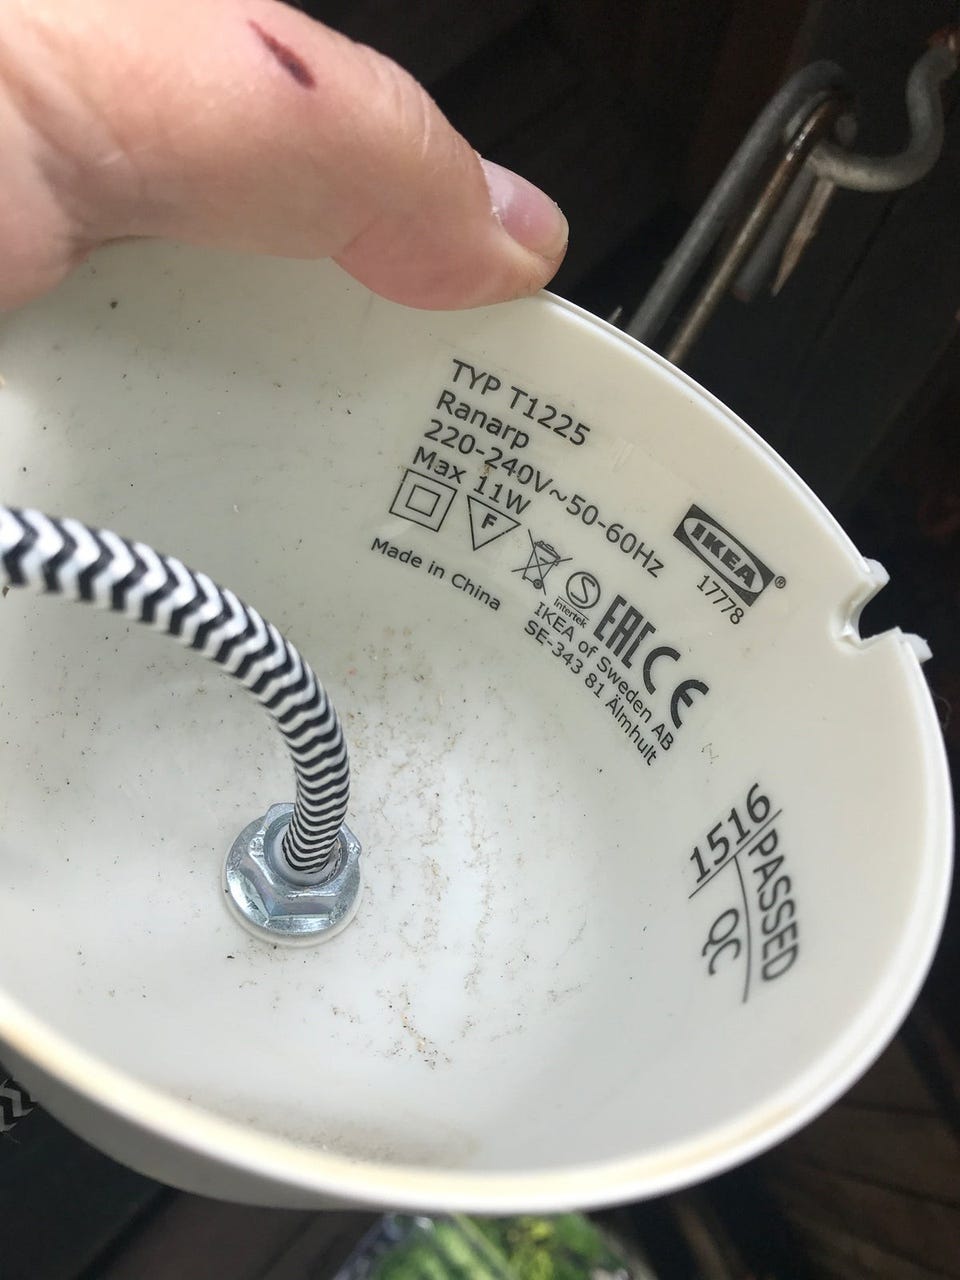 TYP T1225
Ranarp
220-240V~50-60Hz
Max 11W
F
Made in China
IKEA®
17778
S
Intertek
EAC CE
IKEA of Sweden AB
SE-343 81 Älmhult
1516
PASSED
QC